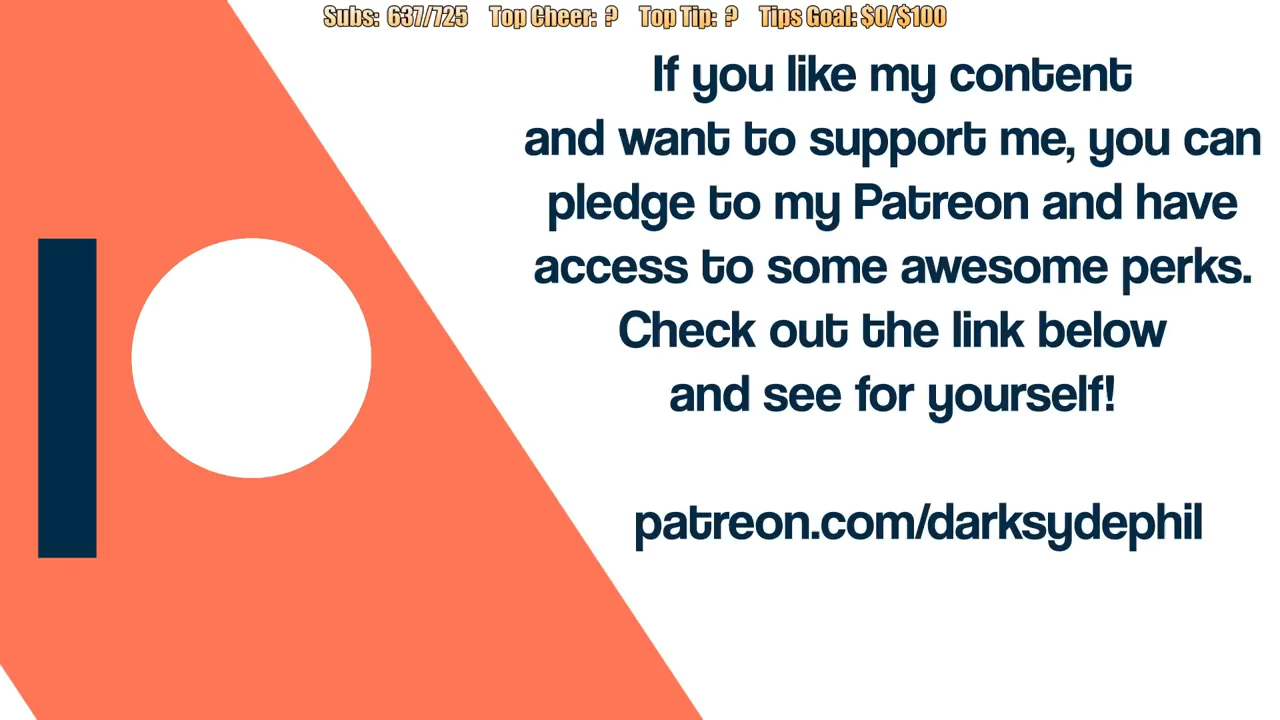 Subs: 637/725 Top Cheer: ? Top Tip: ? Tips Goal: $0/$100
If you like my content
and want to support me, you can
pledge to my Patreon and have
access to some awesome perks.
Check out the link below
and see for yourself!
patreon.com/darksydephil